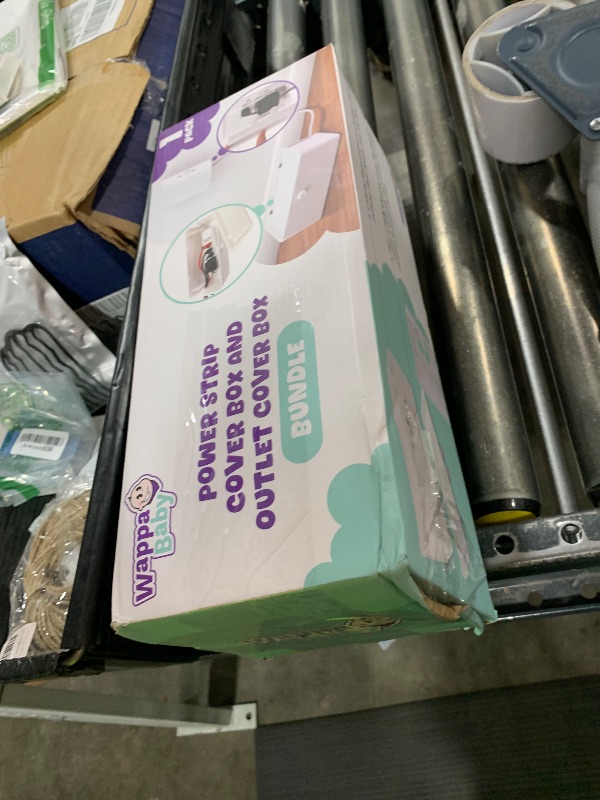 1
PACK
POWER STRIP
COVER BOX AND
OUTLET COVER BOX
BUNDLE
Wappa
Baby